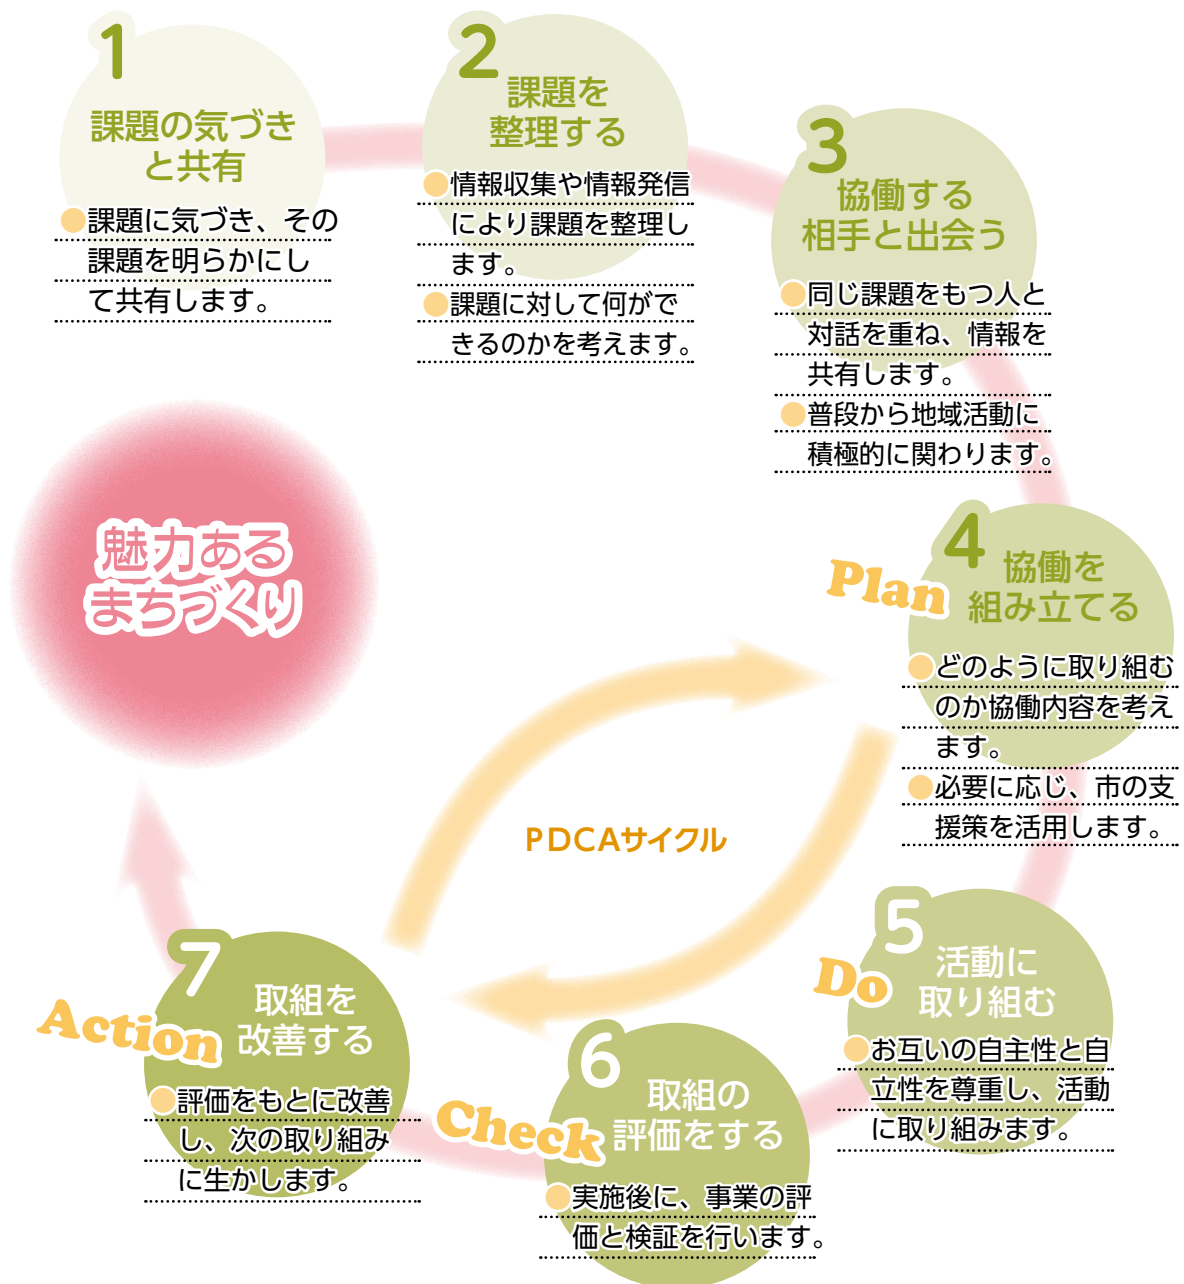 1
課題の気づき
と共有
●課題に気づき、その
課題を明らかにし
て共有します。
2
課題を
整理する
●情報収集や情報発信
により課題を整理し
ます。
●課題に対して何がで
きるのかを考えます。
3
協働する
相手と出会う
●同じ課題をもつ人と
対話を重ね、情報を
共有します。
●普段から地域活動に
積極的に関わります。
魅力ある
まちづくり
4
Plan
協働を
組み立てる
●どのように取り組む
のか協働内容を考え
ます。
●必要に応じ、市の支
援策を活用します。
PDCAサイクル
5
Do
活動に
取り組む
●お互いの自主性と自
立性を尊重し、活動
に取り組みます。
6
Check
取組の
評価をする
●実施後に、事業の評
価と検証を行います。
7
Action
取組を
改善する
●評価をもとに改善
し、次の取り組み
に生かします。